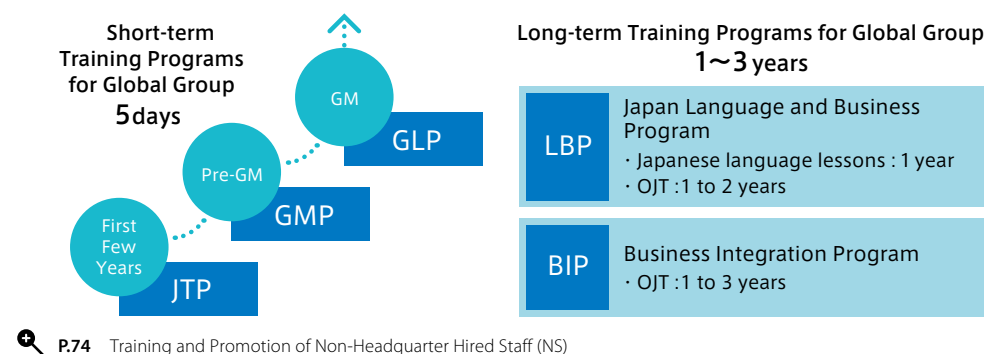 Short-term
Training Programs
for Global Group
5days
GM
GLP
Pre-GM
GMP
First
Few
Years
JTP
Long-term Training Programs for Global Group
1～3 years
LBP
Japan Language and Business
Program
・Japanese language lessons : 1 year
・OJT :1 to 2 years
BIP
Business Integration Program
・OJT :1 to 3 years
P.74 Training and Promotion of Non-Headquarter Hired Staff (NS)